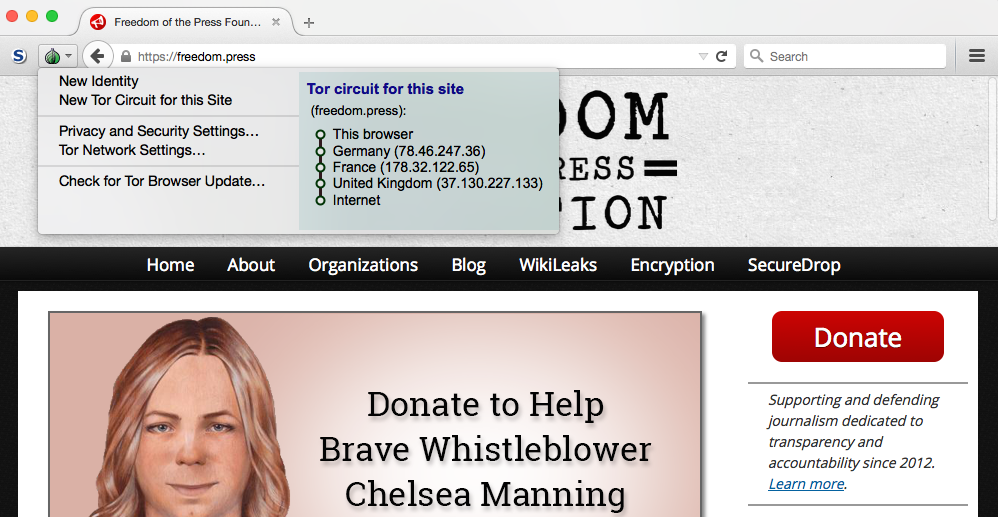 Freedom of the Press Foun…
S
https://freedom.press
Search
New Identity
New Tor Circuit for this Site
Privacy and Security Settings…
Tor Network Settings…
Check for Tor Browser Update…
Tor circuit for this site
(freedom.press):
This browser
Germany (78.46.247.36)
France (178.32.122.65)
United Kingdom (37.130.227.133)
Internet
OM
RESS
TION
Home About Organizations Blog WikiLeaks Encryption SecureDrop
Donate to Help
Brave Whistleblower
Chelsea Manning
Donate
Supporting and defending
journalism dedicated to
transparency and
accountability since 2012.
Learn more.